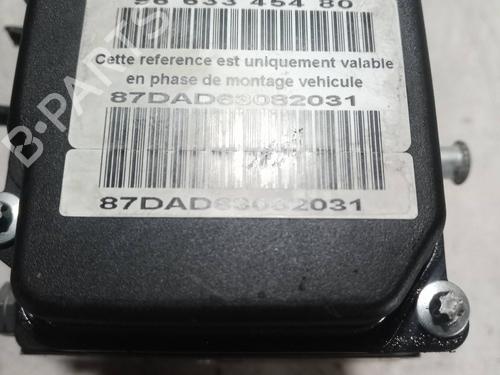 96 633 454 80
Cette reference est uniquement valable
en phase de montage vehicule
87DAD63082031
87DAD63082031
B-PARTS